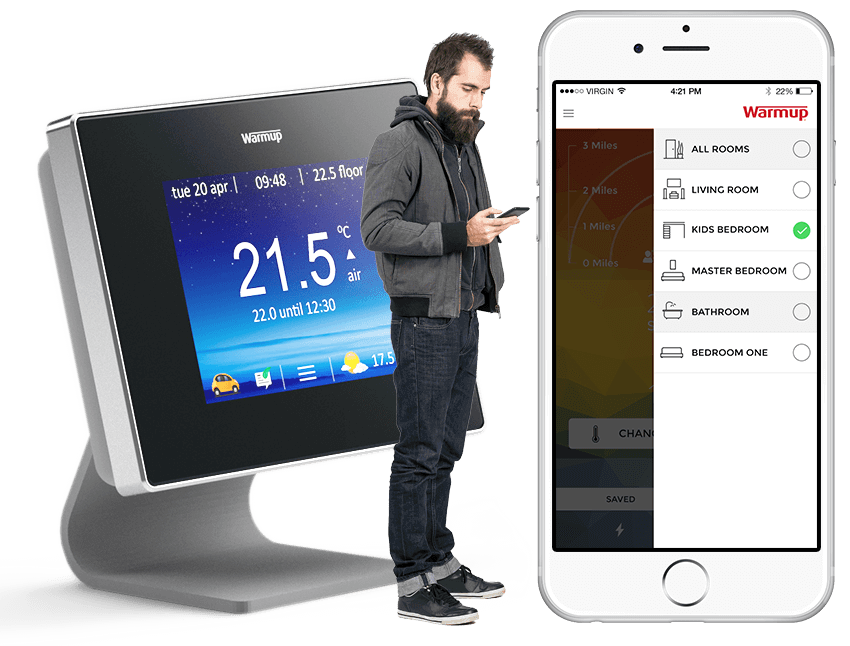 Warmup
tue 20 apr | 09:48 | 22.5 floor
21.5 °C
air
22.0 until 12:30
17.5
VIRGIN 4:21 PM 22%
Warmup
ALL ROOMS
LIVING ROOM
KIDS BEDROOM
MASTER BEDROOM
BATHROOM
BEDROOM ONE
3 Miles
2 Miles
1 Miles
0 Miles
SAVED